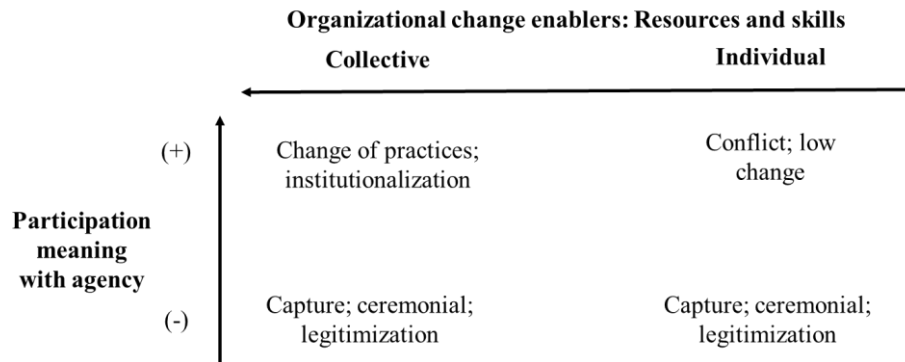 Organizational change enablers: Resources and skills
Collective
Individual
(+)
Change of practices;
institutionalization
Conflict; low
change
Participation
meaning
with agency
(-)
Capture; ceremonial;
legitimization
Capture; ceremonial;
legitimization